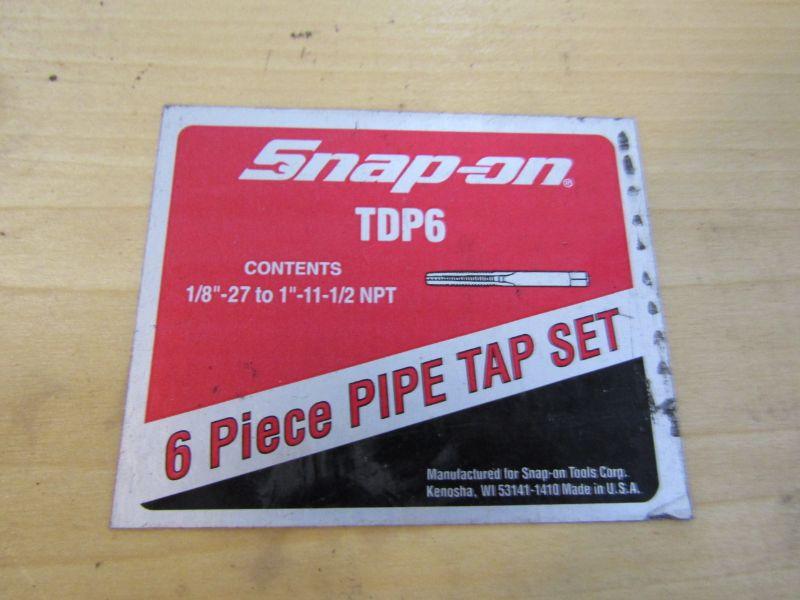 Snap-on®
TDP6
CONTENTS
1/8"-27 to 1"-11-1/2 NPT
6 Piece PIPE TAP SET
Manufactured for Snap-on Tools Corp.
Kenosha, WI 53141-1410 Made in U.S.A.